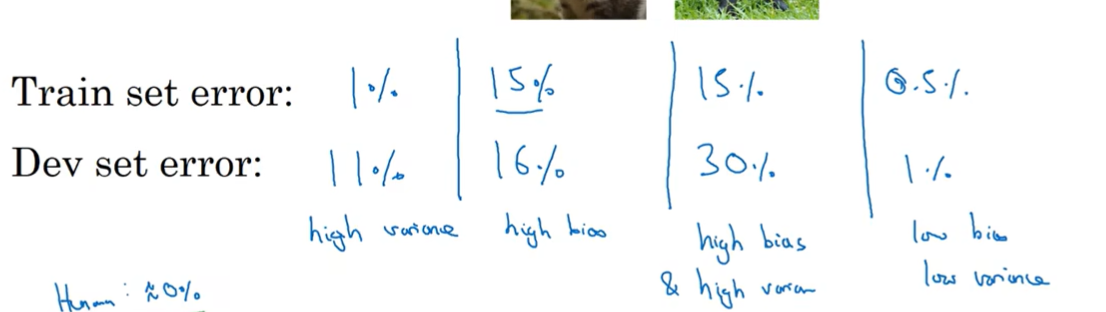 Train set error: 1% 15% 15% 0.5%
Dev set error: 11% 16% 30% 1%
high variance high bias high bias low bias
& high varian low variance
Human: ≈0%